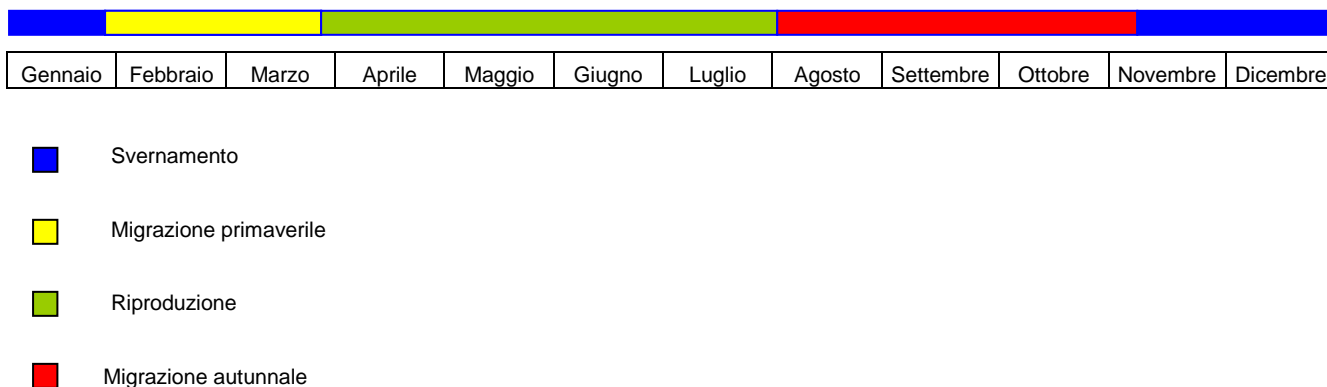 Gennaio Febbraio Marzo Aprile Maggio Giugno Luglio Agosto Settembre Ottobre Novembre Dicembre
Svernamento
Migrazione primaverile
Riproduzione
Migrazione autunnale